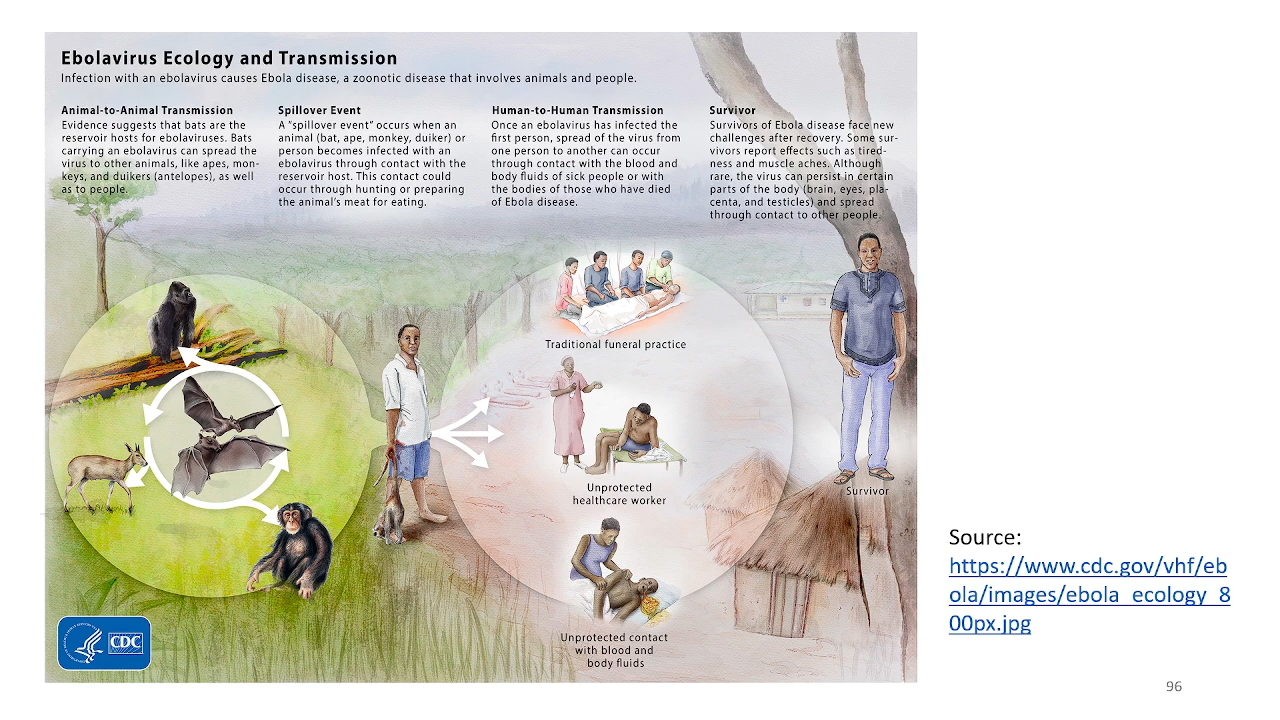 Ebolavirus Ecology and Transmission
Infection with an ebolavirus causes Ebola disease, a zoonotic disease that involves animals and people.
Animal-to-Animal Transmission
Evidence suggests that bats are the
reservoir hosts for ebolaviruses. Bats
carrying an ebolavirus can spread the
virus to other animals, like apes, mon-
keys, and duikers (antelopes), as well
as to people.
Spillover Event
A “spillover event” occurs when an
animal (bat, ape, monkey, duiker) or
person becomes infected with an
ebolavirus through contact with the
reservoir host. This contact could
occur through hunting or preparing
the animal’s meat for eating.
Human-to-Human Transmission
Once an ebolavirus has infected the
first person, spread of the virus from
one person to another can occur
through contact with the blood and
body fluids of sick people or with
the bodies of those who have died
of Ebola disease.
Survivor
Survivors of Ebola disease face new
challenges after recovery. Some sur-
vivors report effects such as tired-
ness and muscle aches. Although
rare, the virus can persist in certain
parts of the body (brain, eyes, pla-
centa, and testicles) and spread
through contact to other people.
Traditional funeral practice
Unprotected
healthcare worker
Unprotected contact
with blood and
body fluids
Survivor
CDC
Source:
https://www.cdc.gov/vhf/eb
ola/images/ebola_ecology_8
00px.jpg
96